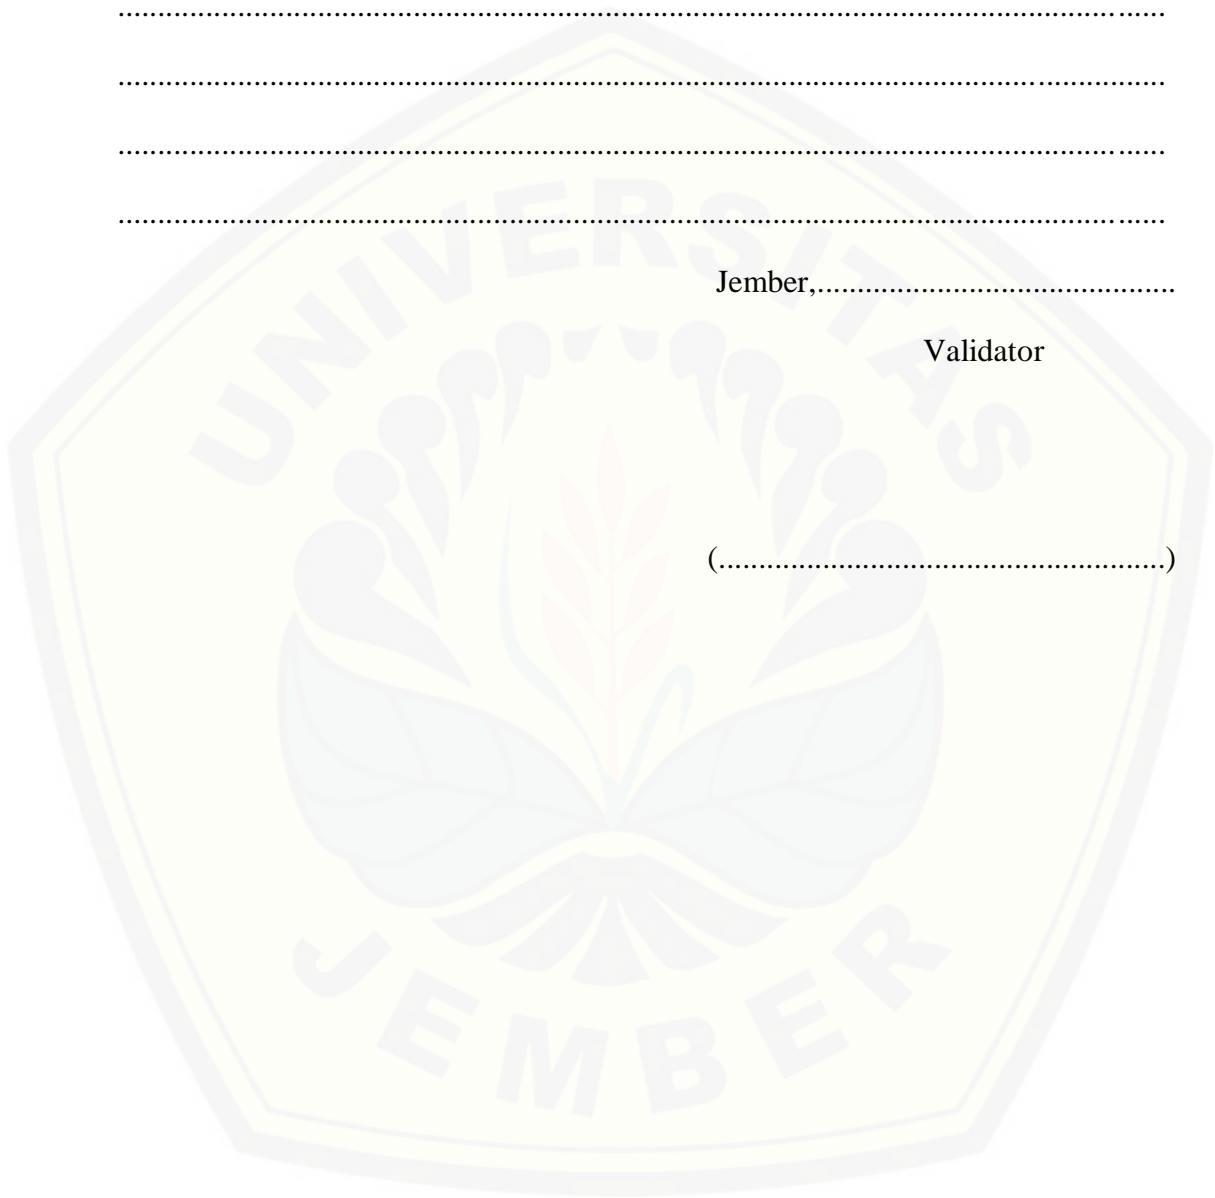 ....................................................................................................................................
....................................................................................................................................
....................................................................................................................................
....................................................................................................................................
Jember,.............................................
Validator
(........................................................)
UNIVERSITAS
JEMBER